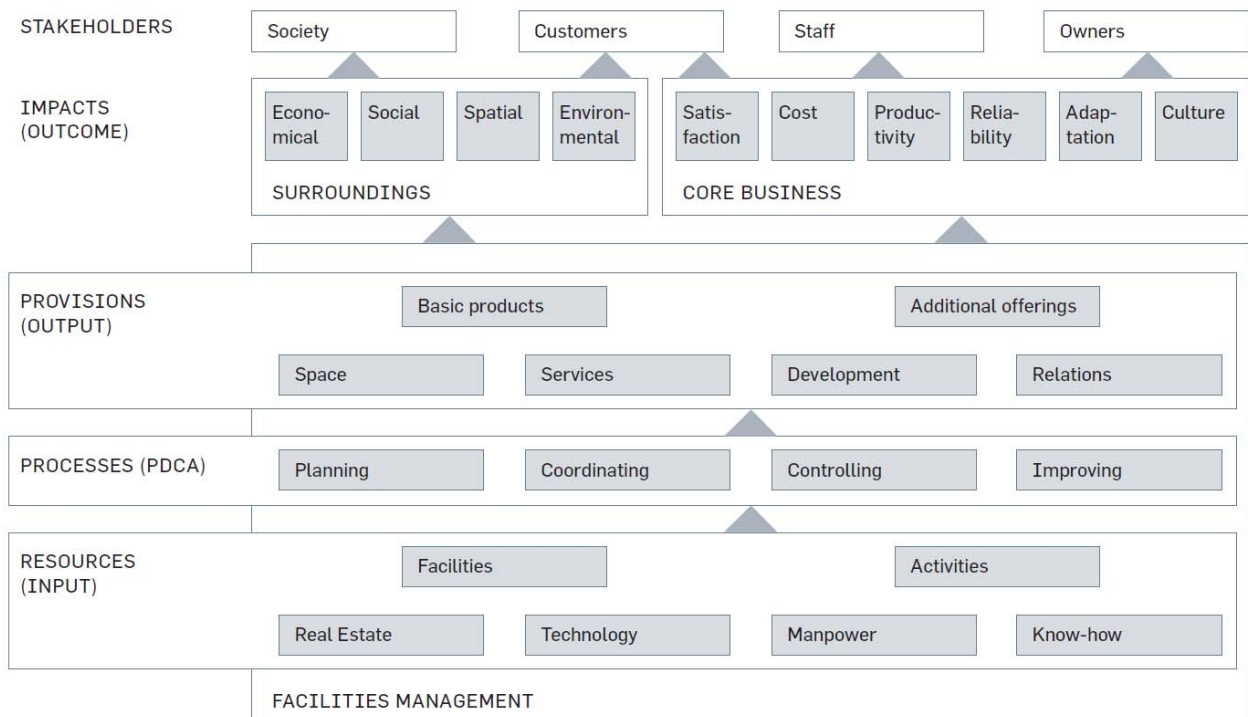 STAKEHOLDERS
Society
Customers
Staff
Owners
IMPACTS
(OUTCOME)
Econo-
mical
Social
Spatial
Environ-
mental
SURROUNDINGS
Satis-
faction
Cost
Produc-
tivity
Relia-
bility
Adap-
tation
Culture
CORE BUSINESS
PROVISIONS
(OUTPUT)
Basic products
Additional offerings
Space
Services
Development
Relations
PROCESSES (PDCA)
Planning
Coordinating
Controlling
Improving
RESOURCES
(INPUT)
Facilities
Activities
Real Estate
Technology
Manpower
Know-how
FACILITIES MANAGEMENT